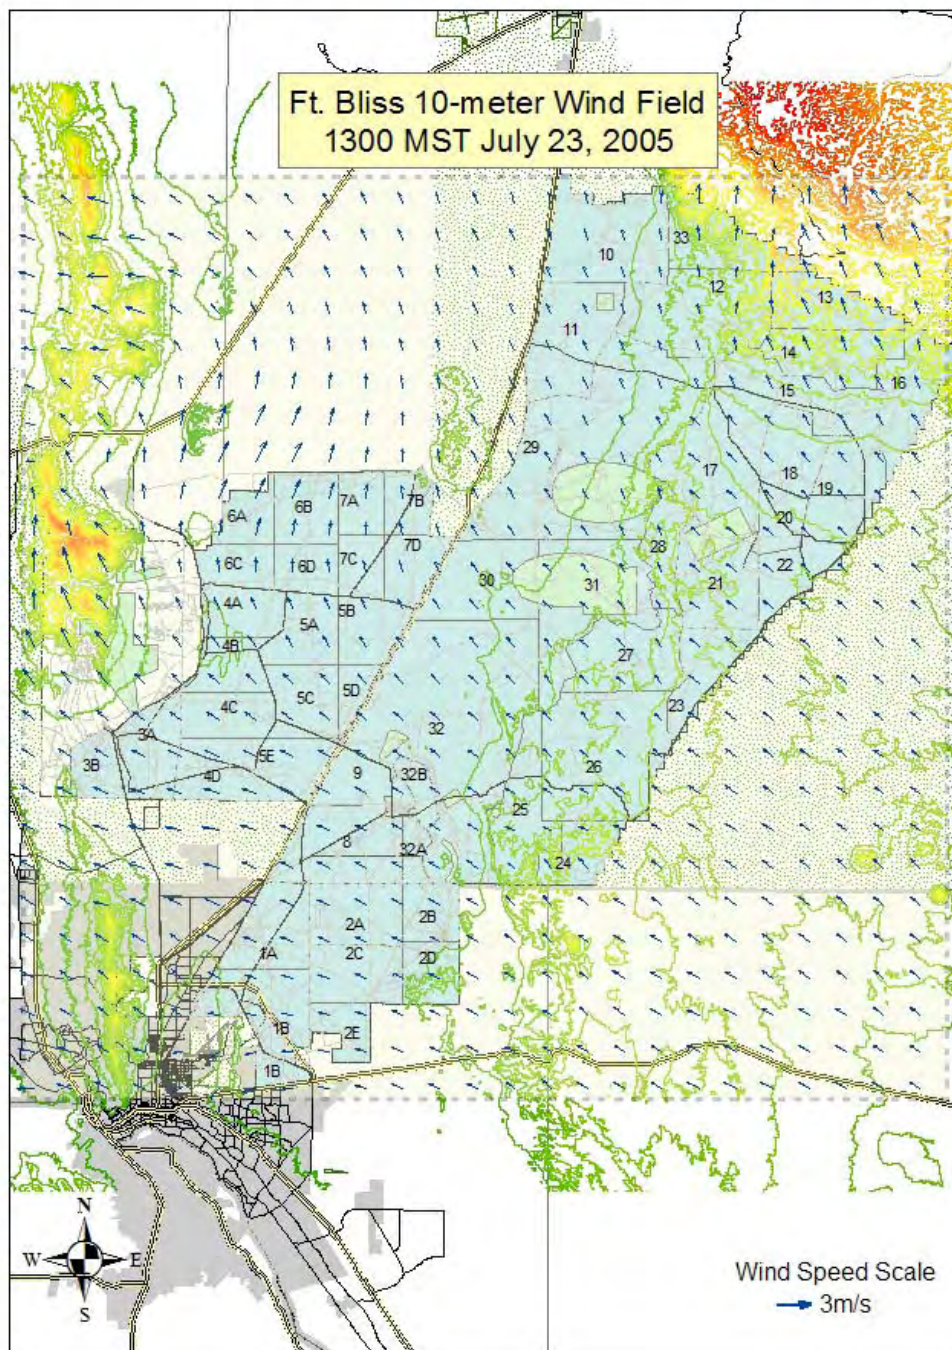 Ft. Bliss 10-meter Wind Field
1300 MST July 23, 2005
33
10
12
13
11
14
15
16
29
17
18
19
7A
7B
6B
6A
20
28
7D
7C
6C
6D
22
30
31
21
4A
5B
5A
4B
27
5D
5C
4C
23
32
3A
5E
3B
4D
9
32B
26
25
8
32A
24
2B
2A
1A
2C
2D
1B
2E
1B
N
W
E
S
Wind Speed Scale
3m/s